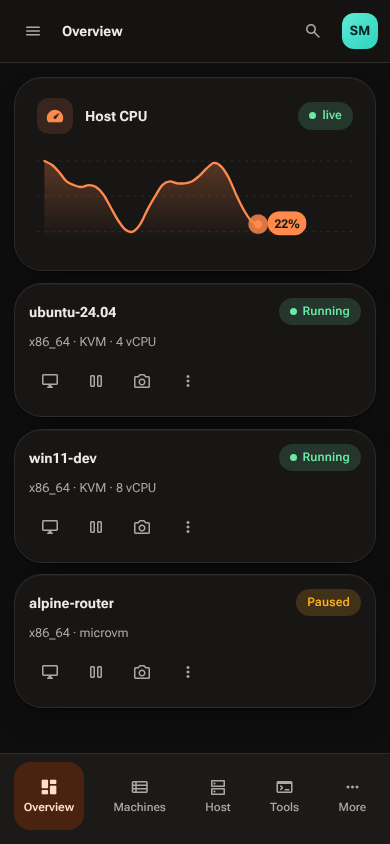 Overview
SM
Host CPU
live
22%
ubuntu-24.04
Running
x86_64 · KVM · 4 vCPU
win11-dev
Running
x86_64 · KVM · 8 vCPU
alpine-router
Paused
x86_64 · microvm
Overview
Machines
Host
Tools
More